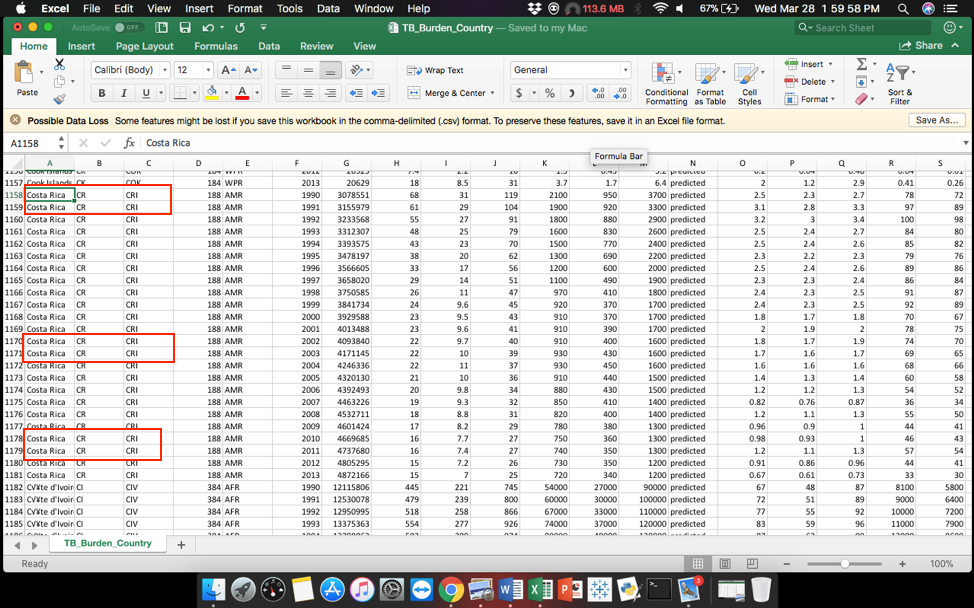 Excel File Edit View Insert Format Tools Data Window Help 113.6 MB 67% Wed Mar 28 1 59 58 PM
AutoSave OFF TB_Burden_Country — Saved to my Mac Search Sheet
Home Insert Page Layout Formulas Data Review View Share
Paste Calibri (Body) 12 A A Wrap Text General Conditional Formatting Format as Table Cell Styles Insert Delete Format Sort & Filter
B I U A Merge & Center $ % )
Possible Data Loss Some features might be lost if you save this workbook in the comma-delimited (.csv) format. To preserve these features, save it in an Excel file format. Save As...
A1158 fx Costa Rica
Formula Bar
A B C D E F G H I J K L M N O P Q R S
1157 Cook Islands CK COK 184 WPR 2013 20629 18 8.5 31 3.7 1.7 6.4 predicted 2 1.2 2.9 0.41 0.26
1158 Costa Rica CR CRI 188 AMR 1990 3078551 68 31 119 2100 950 3700 predicted 2.5 2.3 2.7 78 72
1159 Costa Rica CR CRI 188 AMR 1991 3155979 61 29 104 1900 920 3300 predicted 3.1 2.8 3.3 97 89
1160 Costa Rica CR CRI 188 AMR 1992 3233568 55 27 91 1800 880 2900 predicted 3.2 3 3.4 100 98
1161 Costa Rica CR CRI 188 AMR 1993 3312307 48 25 79 1600 830 2600 predicted 2.5 2.4 2.7 84 80
1162 Costa Rica CR CRI 188 AMR 1994 3393575 43 23 70 1500 770 2400 predicted 2.5 2.4 2.6 85 82
1163 Costa Rica CR CRI 188 AMR 1995 3478197 38 20 62 1300 690 2200 predicted 2.3 2.2 2.3 79 76
1164 Costa Rica CR CRI 188 AMR 1996 3566605 33 17 56 1200 600 2000 predicted 2.5 2.4 2.6 89 86
1165 Costa Rica CR CRI 188 AMR 1997 3658020 29 14 51 1100 490 1900 predicted 2.3 2.3 2.4 86 84
1166 Costa Rica CR CRI 188 AMR 1998 3750585 26 11 47 970 410 1800 predicted 2.4 2.3 2.5 91 87
1167 Costa Rica CR CRI 188 AMR 1999 3841734 24 9.6 45 920 370 1700 predicted 2.4 2.3 2.5 92 89
1168 Costa Rica CR CRI 188 AMR 2000 3929588 23 9.5 43 910 370 1700 predicted 1.8 1.7 1.8 70 67
1169 Costa Rica CR CRI 188 AMR 2001 4013488 23 9.6 41 910 390 1700 predicted 2 1.9 2 78 75
1170 Costa Rica CR CRI 188 AMR 2002 4093840 22 9.7 40 910 400 1600 predicted 1.8 1.7 1.9 74 70
1171 Costa Rica CR CRI 188 AMR 2003 4171145 22 10 39 930 430 1600 predicted 1.7 1.6 1.7 69 65
1172 Costa Rica CR CRI 188 AMR 2004 4246336 22 11 37 930 450 1600 predicted 1.6 1.6 1.6 68 66
1173 Costa Rica CR CRI 188 AMR 2005 4320130 21 10 36 910 440 1500 predicted 1.4 1.3 1.4 60 58
1174 Costa Rica CR CRI 188 AMR 2006 4392493 20 9.8 34 880 430 1500 predicted 1.2 1.2 1.3 54 52
1175 Costa Rica CR CRI 188 AMR 2007 4463226 19 9.3 32 850 410 1400 predicted 0.82 0.76 0.87 36 34
1176 Costa Rica CR CRI 188 AMR 2008 4532711 18 8.8 31 820 400 1400 predicted 1.2 1.1 1.3 55 50
1177 Costa Rica CR CRI 188 AMR 2009 4601424 17 8.2 29 780 380 1300 predicted 0.96 0.9 1 44 41
1178 Costa Rica CR CRI 188 AMR 2010 4669685 16 7.7 27 750 360 1300 predicted 0.98 0.93 1 46 43
1179 Costa Rica CR CRI 188 AMR 2011 4737680 16 7.4 27 740 350 1300 predicted 1.2 1.1 1.3 57 54
1180 Costa Rica CR CRI 188 AMR 2012 4805295 15 7.2 26 730 350 1200 predicted 0.91 0.86 0.96 44 41
1181 Costa Rica CR CRI 188 AMR 2013 4872166 15 7 25 720 340 1200 predicted 0.67 0.61 0.73 33 30
1182 CV¥te d'Ivoir CI CIV 384 AFR 1990 12115806 445 221 745 54000 27000 90000 predicted 67 48 87 8100 5800
1183 CV¥te d'Ivoir CI CIV 384 AFR 1991 12530078 479 239 800 60000 30000 100000 predicted 72 51 89 9000 6400
1184 CV¥te d'Ivoir CI CIV 384 AFR 1992 12950995 518 258 866 67000 33000 110000 predicted 77 55 92 10000 7200
1185 CV¥te d'Ivoir CI CIV 384 AFR 1993 13375363 554 277 926 74000 37000 120000 predicted 83 59 96 11000 7900
TB_Burden_Country +
Ready 100%
3